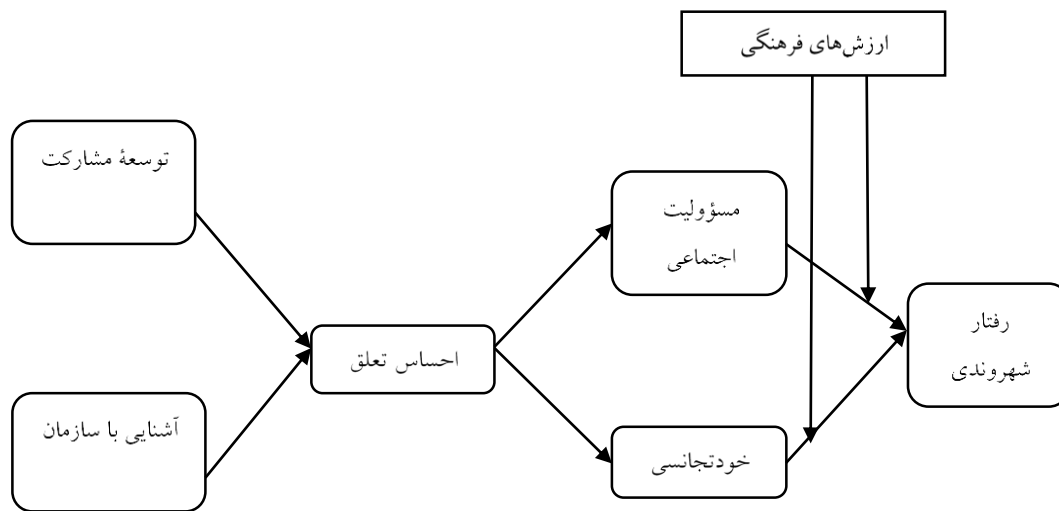 ارزش‌های فرهنگی
توسعهٔ مشارکت
مسؤولیت
اجتماعی
رفتار
شهروندی
احساس تعلق
آشنایی با سازمان
خودتجانسی